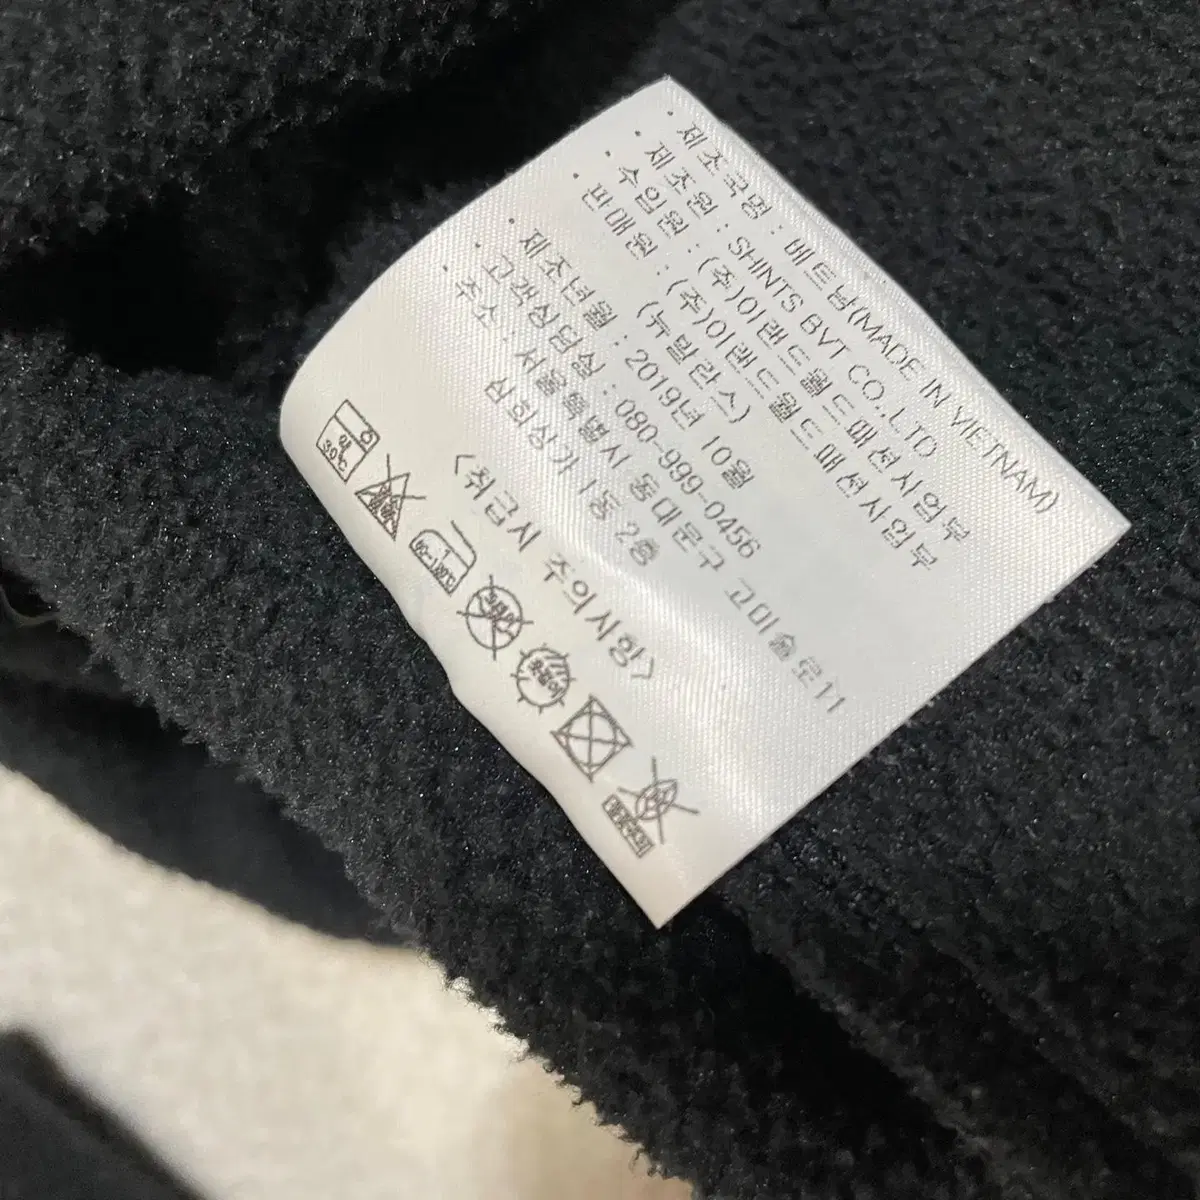 · 제조국명 : 베트남(MADE IN VIETNAM)
· 제조원 : SHINTS BVT CO.,LTD
· 수입원 : (주)이랜드월드패션사업부
· 판매원 : (주)이랜드월드패션사업부
(뉴발란스)
· 제조년월 : 2019년 10월
· 고객상담실 : 080-999-0456
· 주소 : 서울특별시 동대문구 고미술로11
삼희상가 1동 2층
<취급시 주의사항>
약
30℃